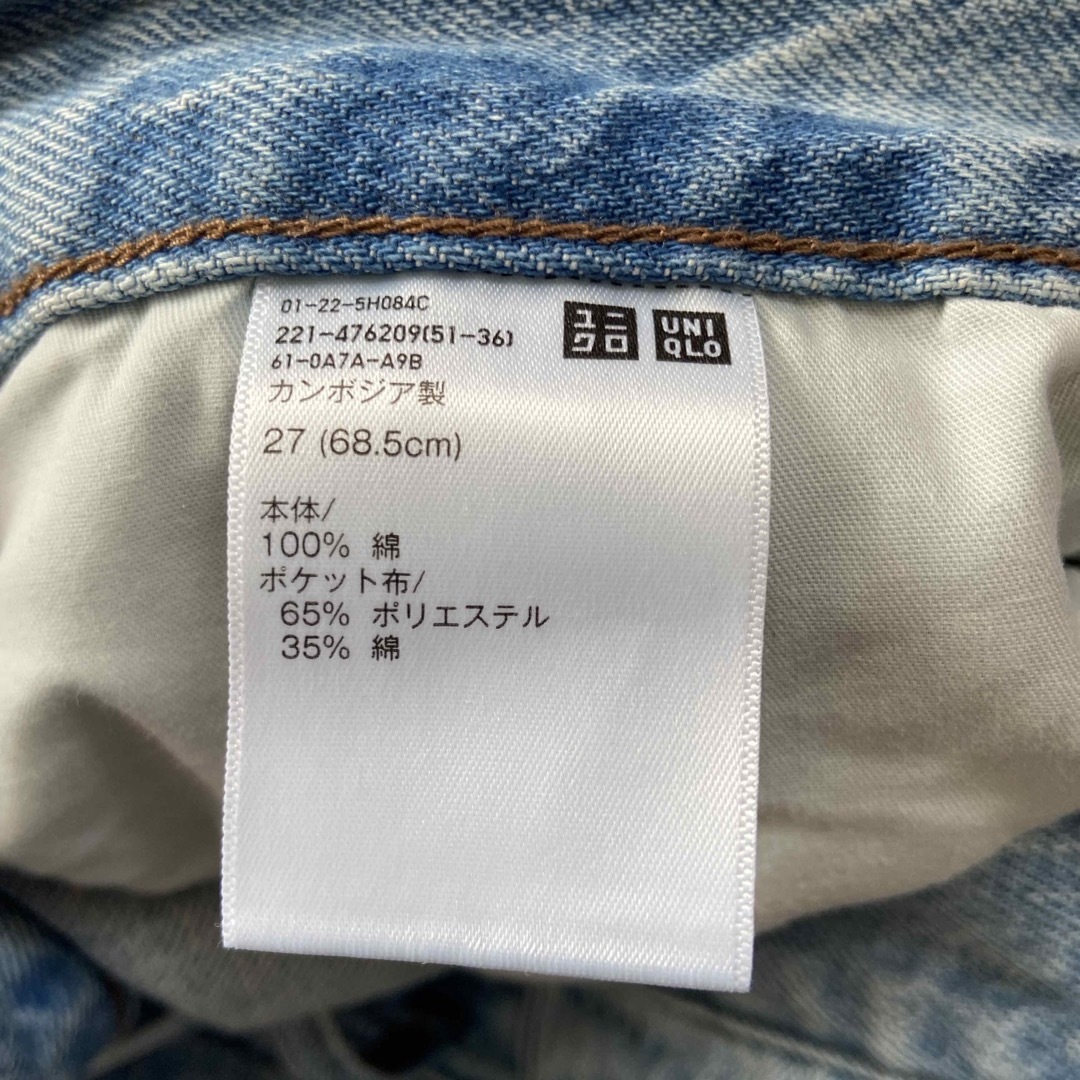 01-22-5H084C
221-476209(51-36)
61-0A7A-A9B
カンボジア製
27 (68.5cm)
本体/
100% 綿
ポケット布/
65% ポリエステル
35% 綿
ユニ
クロ
UNI
QLO